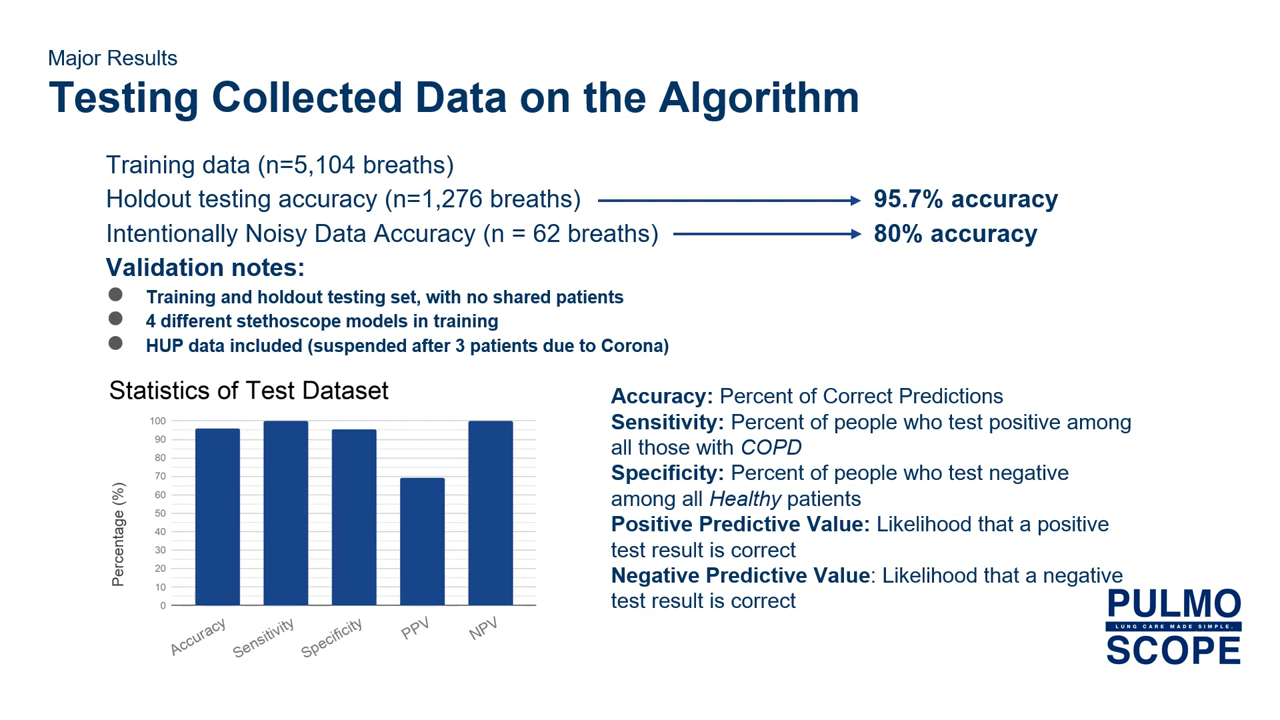 Major Results
Testing Collected Data on the Algorithm
Training data (n=5,104 breaths)
Holdout testing accuracy (n=1,276 breaths) 95.7% accuracy
Intentionally Noisy Data Accuracy (n = 62 breaths) 80% accuracy
Validation notes:
Training and holdout testing set, with no shared patients
4 different stethoscope models in training
HUP data included (suspended after 3 patients due to Corona)
Statistics of Test Dataset
Percentage (%)
100
90
80
70
60
50
40
30
20
10
0
Accuracy
Sensitivity
Specificity
PPV
NPV
Accuracy: Percent of Correct Predictions
Sensitivity: Percent of people who test positive among
all those with COPD
Specificity: Percent of people who test negative
among all Healthy patients
Positive Predictive Value: Likelihood that a positive
test result is correct
Negative Predictive Value: Likelihood that a negative
test result is correct
PULMO
LUNG CARE MADE SIMPLE.
SCOPE